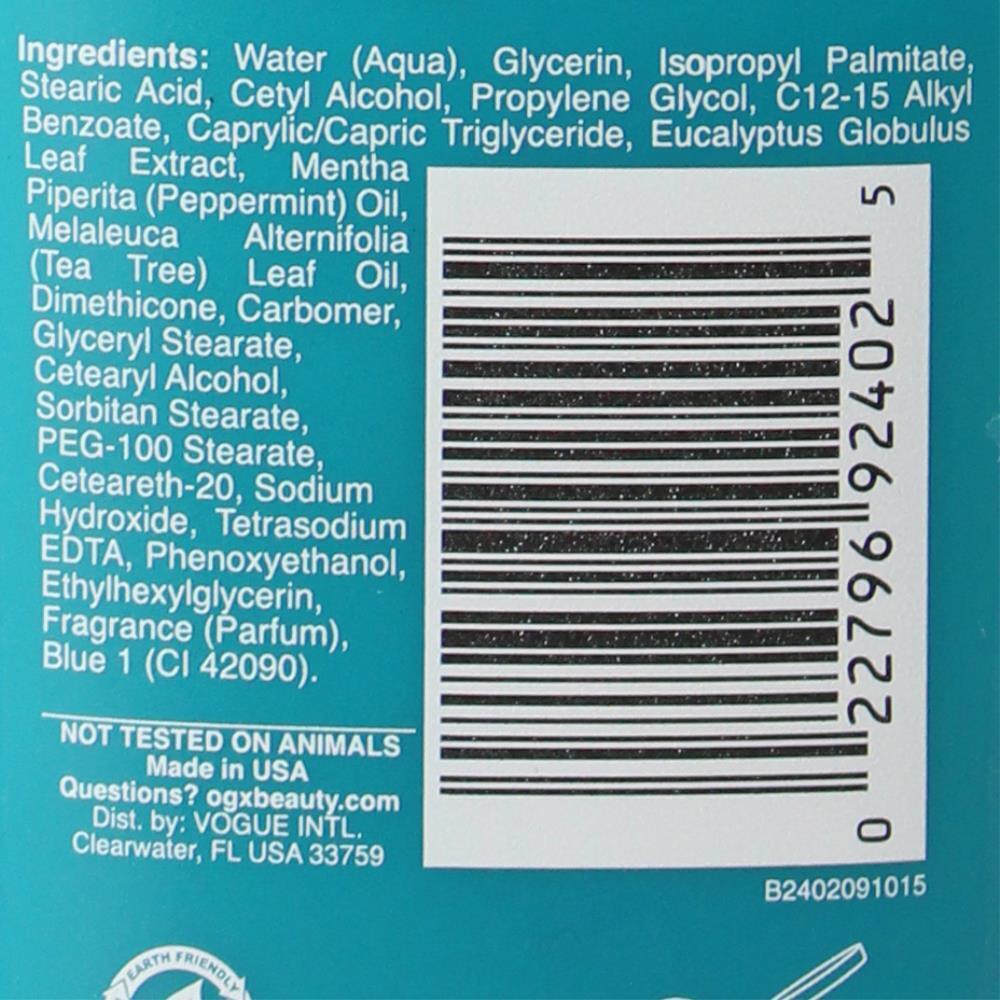 Ingredients: Water (Aqua), Glycerin, Isopropyl Palmitate,
Stearic Acid, Cetyl Alcohol, Propylene Glycol, C12-15 Alkyl
Benzoate, Caprylic/Capric Triglyceride, Eucalyptus Globulus
Leaf Extract, Mentha
Piperita (Peppermint) Oil,
Melaleuca Alternifolia
(Tea Tree) Leaf Oil,
Dimethicone, Carbomer,
Glyceryl Stearate,
Cetearyl Alcohol,
Sorbitan Stearate,
PEG-100 Stearate,
Ceteareth-20, Sodium
Hydroxide, Tetrasodium
EDTA, Phenoxyethanol,
Ethylhexylglycerin,
Fragrance (Parfum),
Blue 1 (CI 42090).
NOT TESTED ON ANIMALS
Made in USA
Questions? ogxbeauty.com
Dist. by: VOGUE INTL.
Clearwater, FL USA 33759
0 22796 92402 5
B2402091015
EARTH FRIENDLY